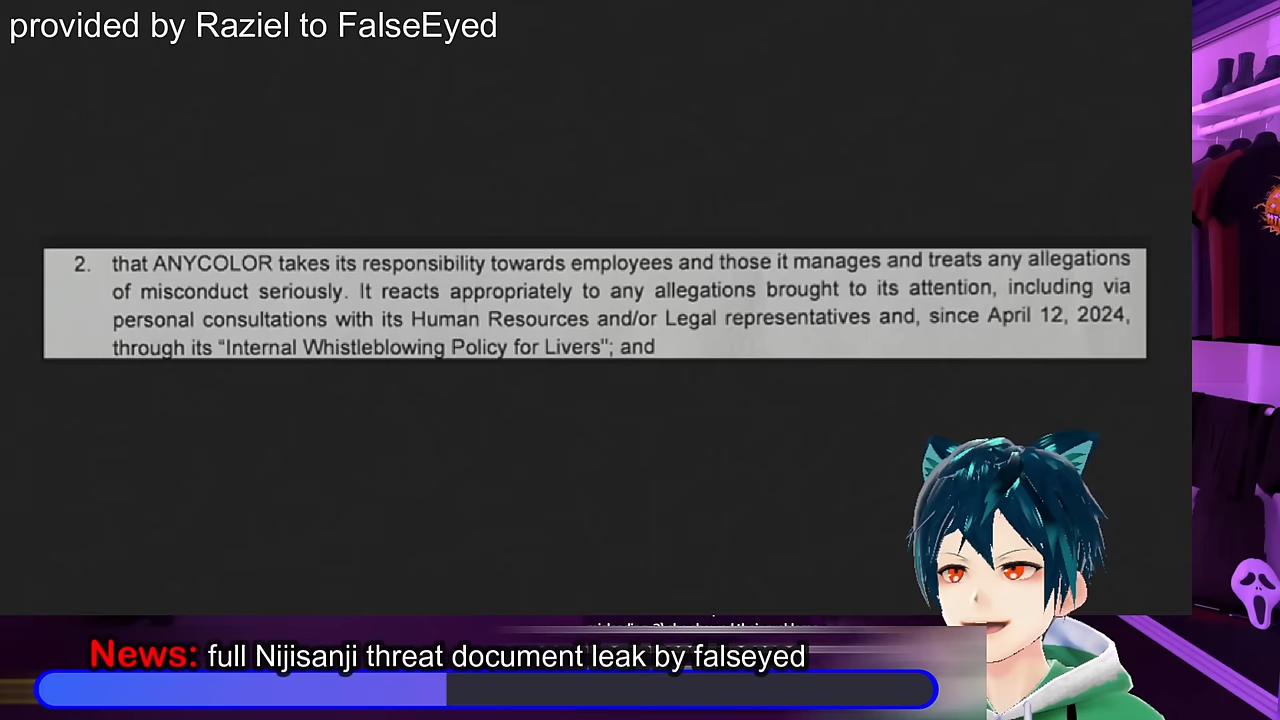 provided by Raziel to FalseEyed
2. that ANYCOLOR takes its responsibility towards employees and those it manages and treats any allegations
of misconduct seriously. It reacts appropriately to any allegations brought to its attention, including via
personal consultations with its Human Resources and/or Legal representatives and, since April 12, 2024,
through its “Internal Whistleblowing Policy for Livers”; and
News: full Nijisanji threat document leak by falseyed